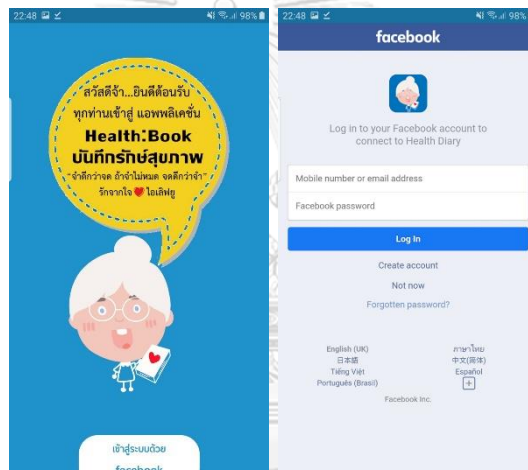 22:48
98%
สวัสดีจ้า...ยินดีต้อนรับ
ทุกท่านเข้าสู่ แอพพลิเคชั่น
Health:Book
บันทึกรักษ์สุขภาพ
"จำดีกว่าจด ถ้าจำไม่หมด จดดีกว่าจำ"
รักจากใจ ❤ ไอเลิฟยู
เข้าสู่ระบบด้วย
facebook
22:48
98%
facebook
Log in to your Facebook account to
connect to Health Diary
Mobile number or email address
Facebook password
Log In
Create account
Not now
Forgotten password?
English (UK)
ภาษาไทย
日本語
中文(简体)
Tiếng Việt
Español
Português (Brasil)
Facebook Inc.